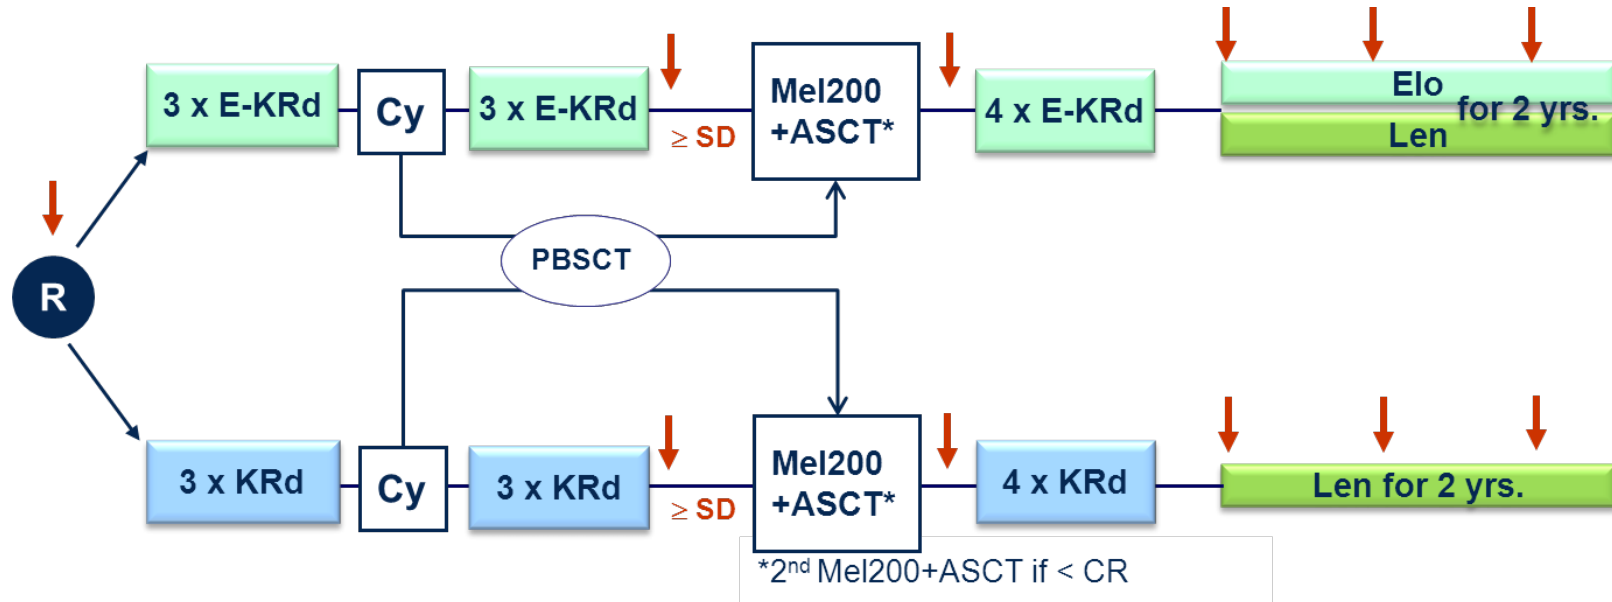 3 x E-KRd
Cy
3 x E-KRd
≥ SD
Mel200
+ASCT*
4 x E-KRd
Elo
for 2 yrs.
Len
R
PBSCT
3 x KRd
Cy
3 x KRd
≥ SD
Mel200
+ASCT*
4 x KRd
Len for 2 yrs.
*2nd Mel200+ASCT if < CR